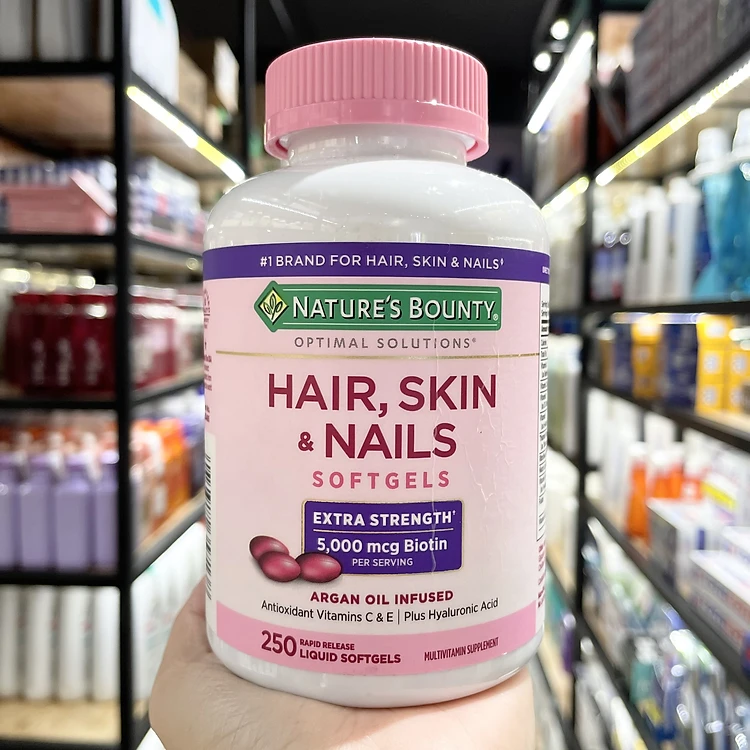 #1 BRAND FOR HAIR, SKIN & NAILS†
NATURE'S BOUNTY®
OPTIMAL SOLUTIONS®
HAIR, SKIN
& NAILS
SOFTGELS
EXTRA STRENGTH†
5,000 mcg Biotin
PER SERVING
ARGAN OIL INFUSED
Antioxidant Vitamins C & E | Plus Hyaluronic Acid
250 RAPID RELEASE
LIQUID SOFTGELS
MULTIVITAMIN SUPPLEMENT